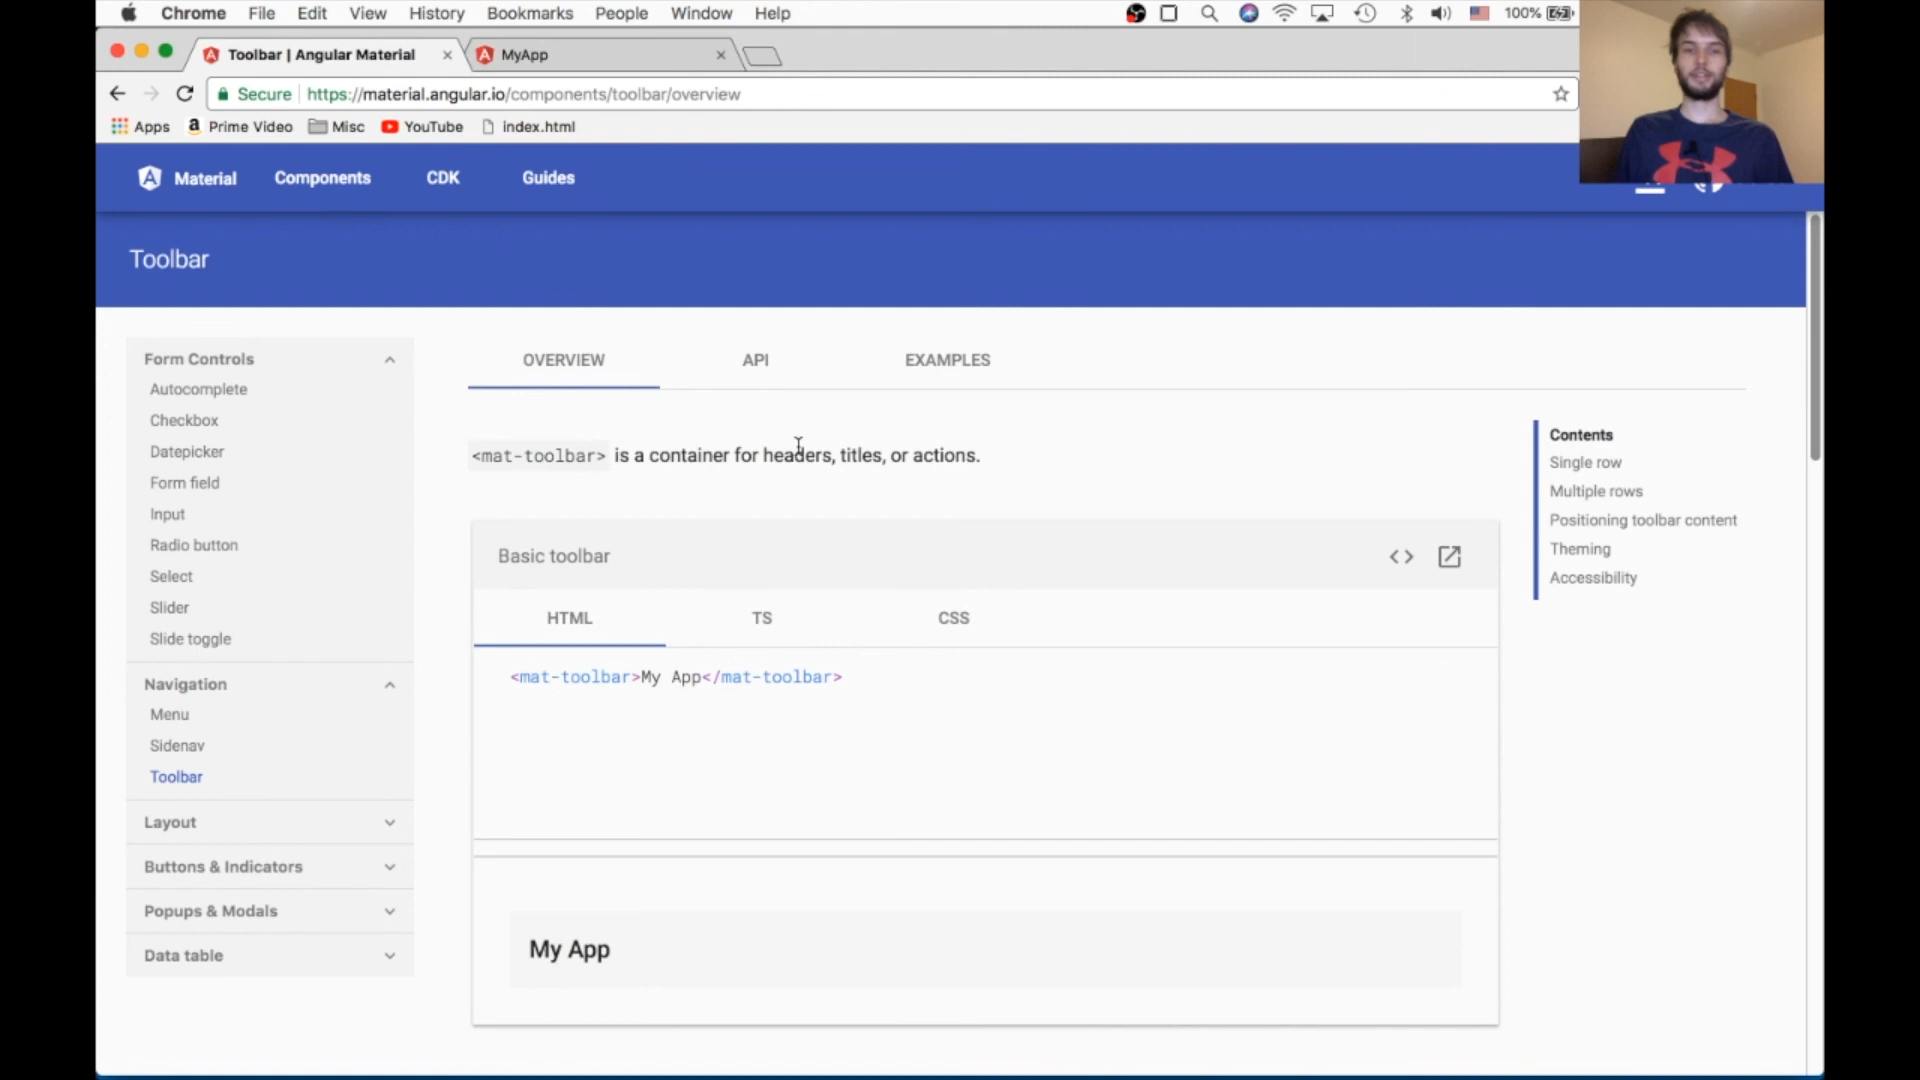 Chrome File Edit View History Bookmarks People Window Help 100%
Toolbar | Angular Material MyApp
Secure https://material.angular.io/components/toolbar/overview
Apps Prime Video Misc YouTube index.html
Material Components CDK Guides
Toolbar
Form Controls
Autocomplete
Checkbox
Datepicker
Form field
Input
Radio button
Select
Slider
Slide toggle
Navigation
Menu
Sidenav
Toolbar
Layout
Buttons & Indicators
Popups & Modals
Data table
OVERVIEW API EXAMPLES
<mat-toolbar> is a container for headers, titles, or actions.
Basic toolbar
HTML TS CSS
<mat-toolbar>My App</mat-toolbar>
My App
Contents
Single row
Multiple rows
Positioning toolbar content
Theming
Accessibility